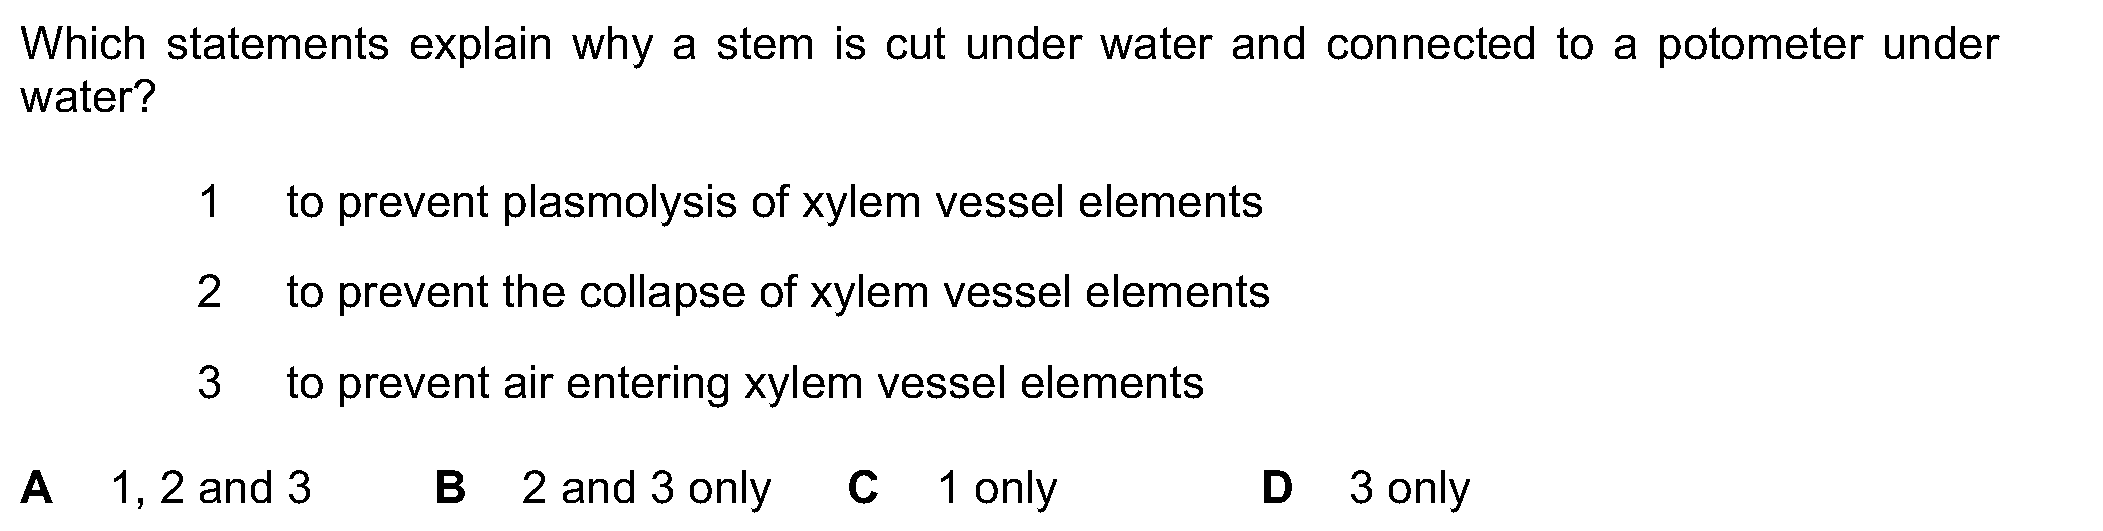 Which statements explain why a stem is cut under water and connected to a potometer under
water?
1 to prevent plasmolysis of xylem vessel elements
2 to prevent the collapse of xylem vessel elements
3 to prevent air entering xylem vessel elements
A 1, 2 and 3 B 2 and 3 only C 1 only D 3 only